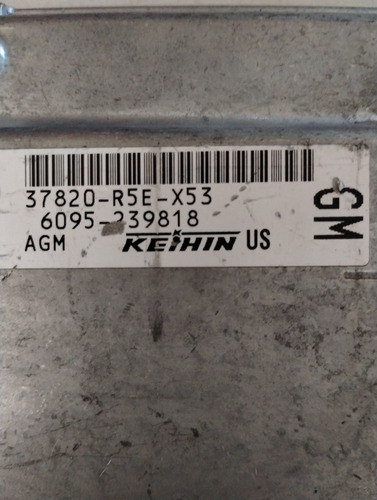 37820-R5E-X53
6095-239818
AGM KEIHIN US
GM